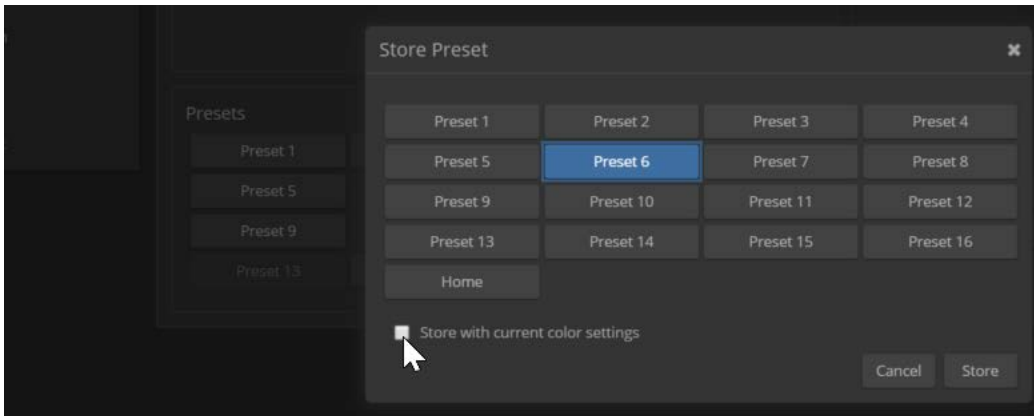 Store Preset
Presets
Preset 1
Preset 5
Preset 9
Preset 13
Preset 1 Preset 2 Preset 3 Preset 4
Preset 5 Preset 6 Preset 7 Preset 8
Preset 9 Preset 10 Preset 11 Preset 12
Preset 13 Preset 14 Preset 15 Preset 16
Home
Store with current color settings
Cancel Store